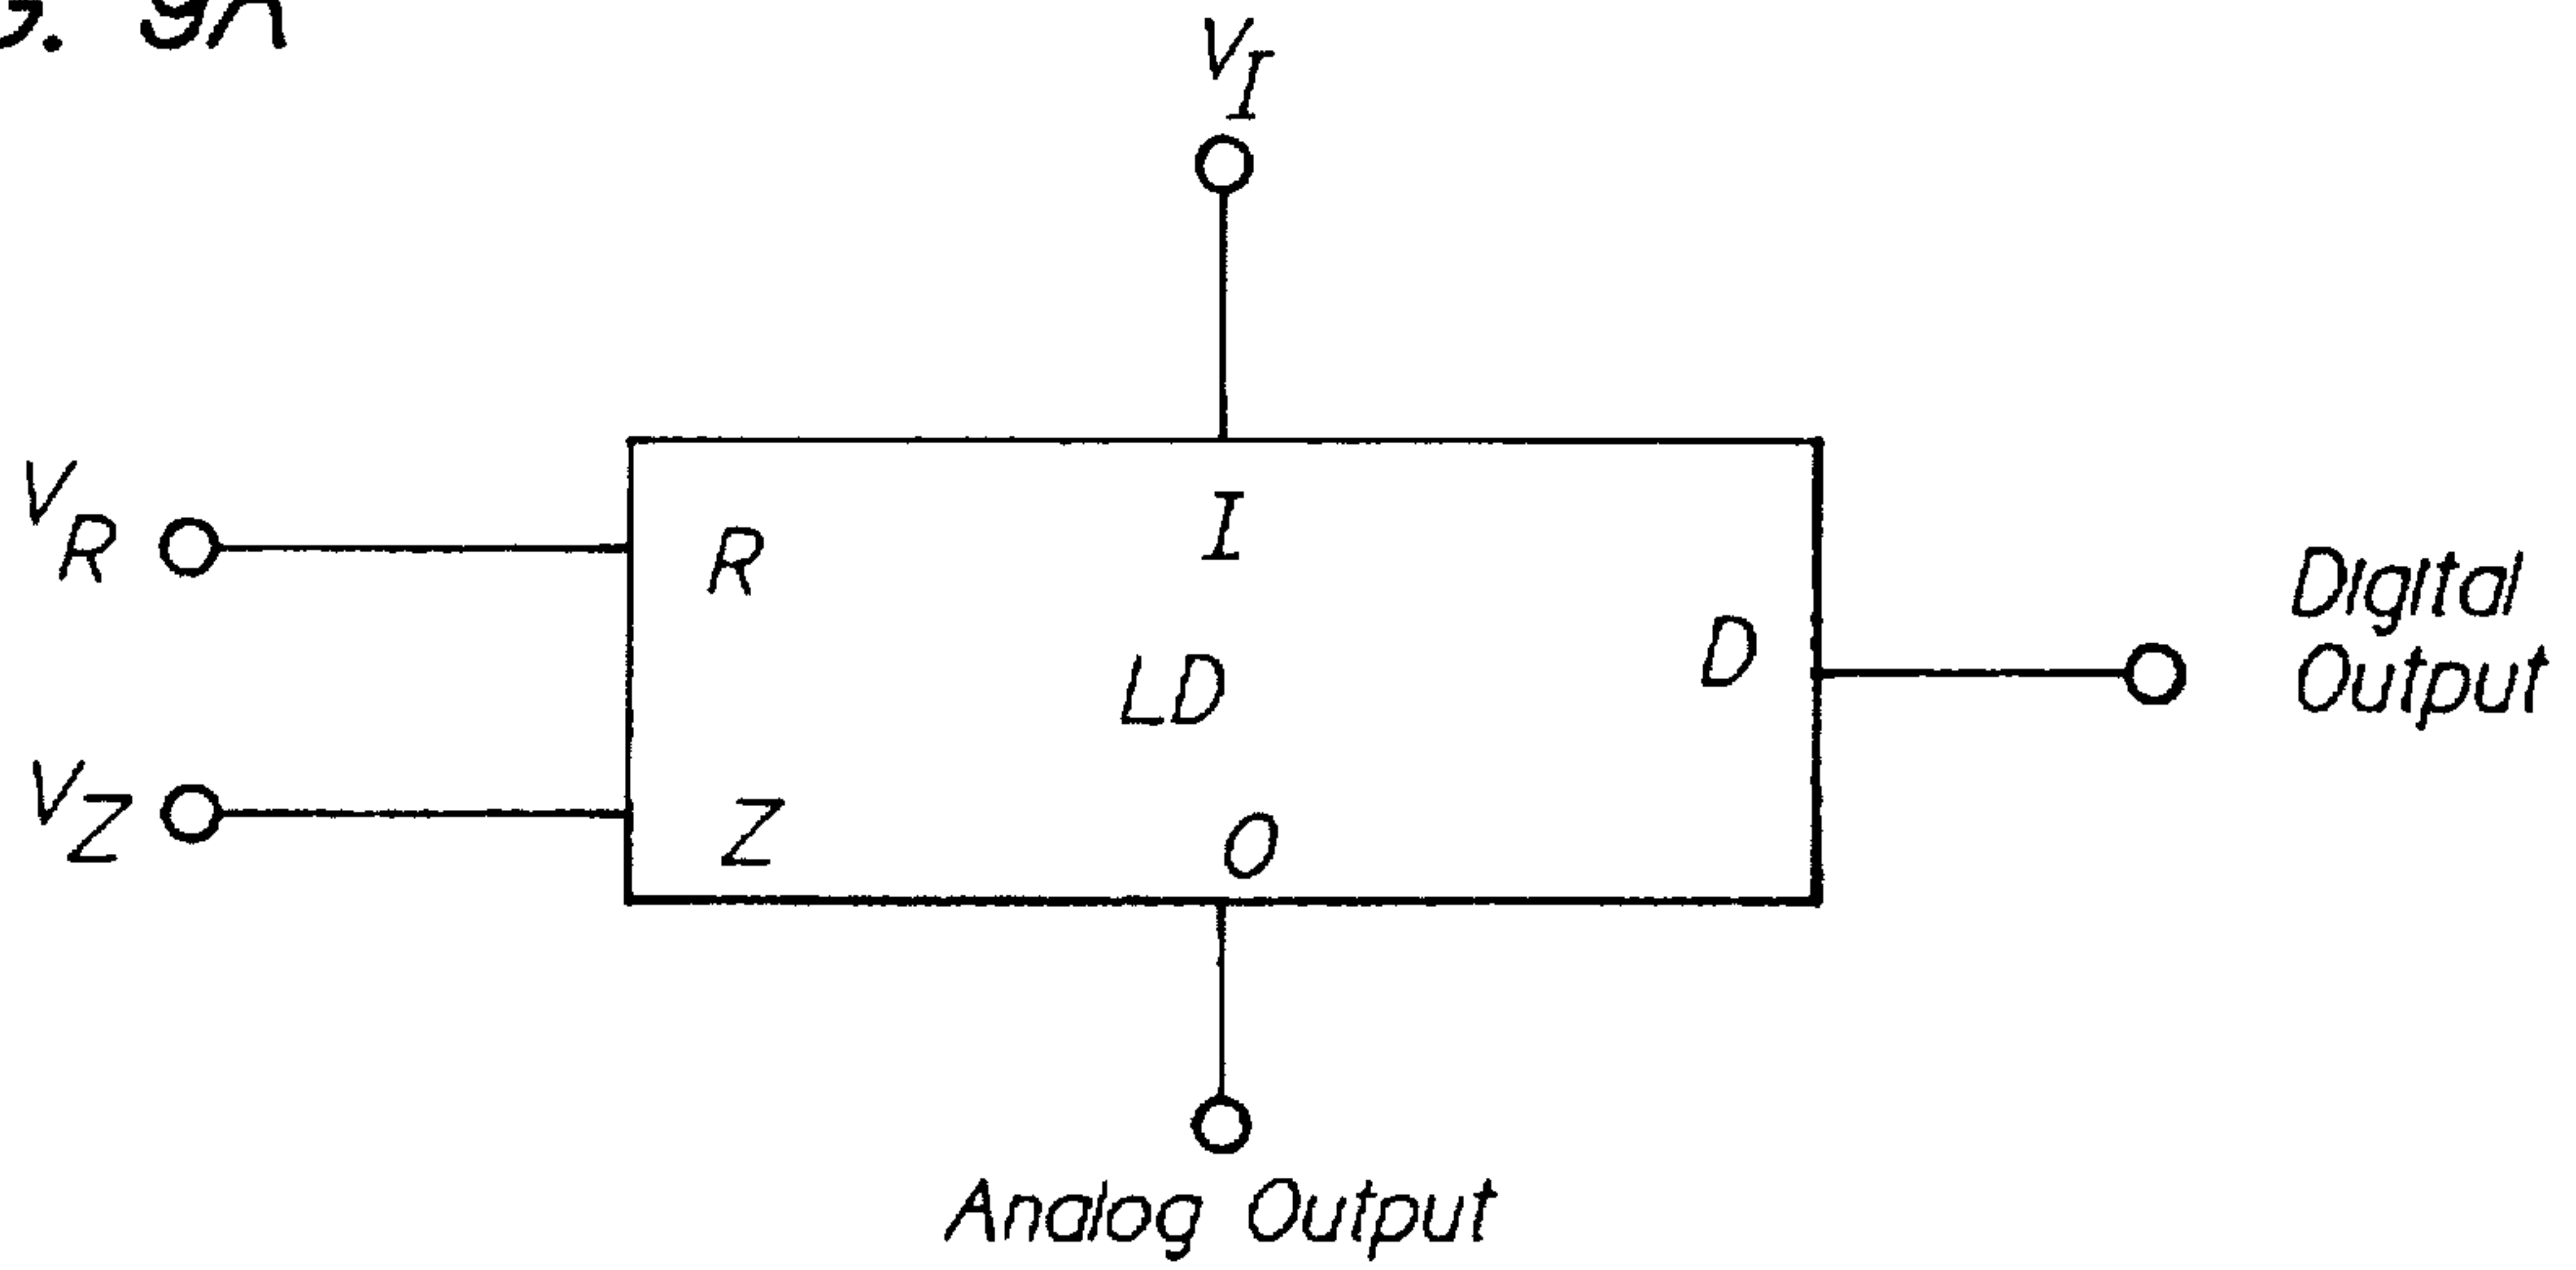 G. 9A
V_I
V_R
R
I
Digital
Output
D
LD
V_Z
Z
O
Analog Output